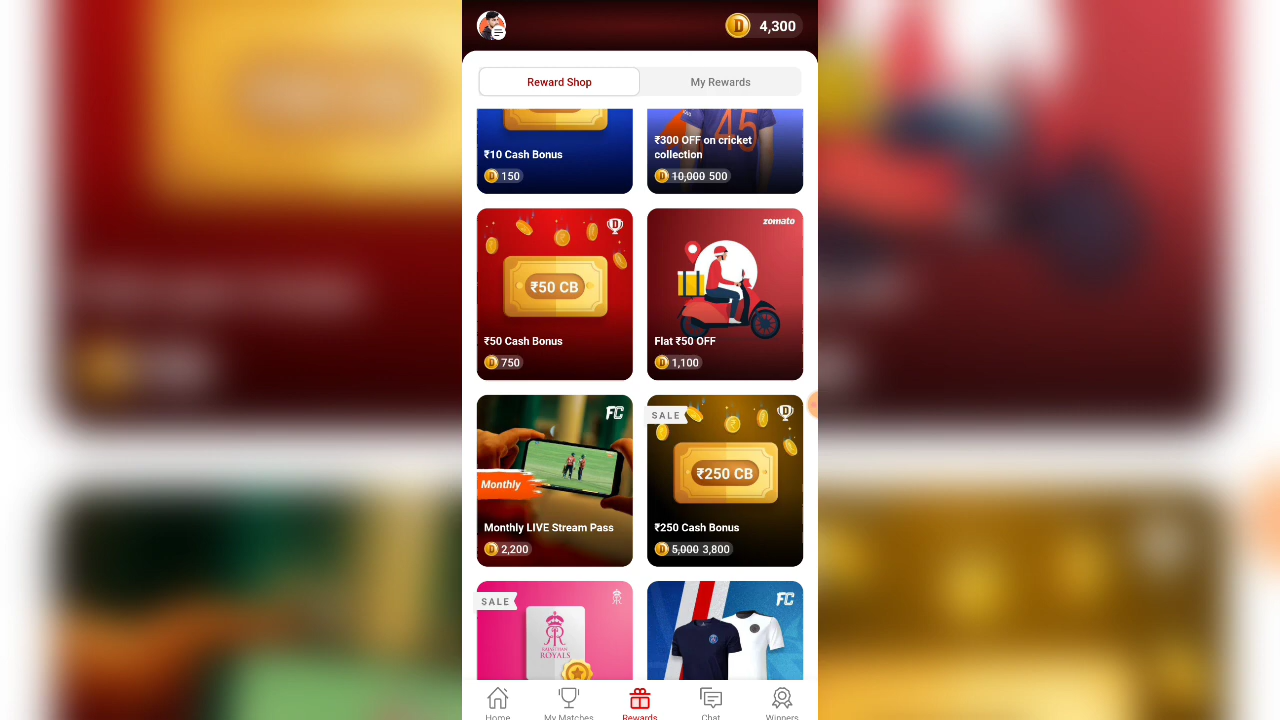 4,300
Reward Shop
My Rewards
₹10 Cash Bonus
150
₹300 OFF on cricket
collection
10,000 500
45
₹50 CB
₹50 Cash Bonus
750
zomato
Flat ₹50 OFF
1,100
FC
Monthly
Monthly LIVE Stream Pass
2,200
SALE
₹250 CB
₹250 Cash Bonus
5,000 3,800
SALE
RAJASTHAN
ROYALS
FC
Home
My Matches
Rewards
Chat
Winners